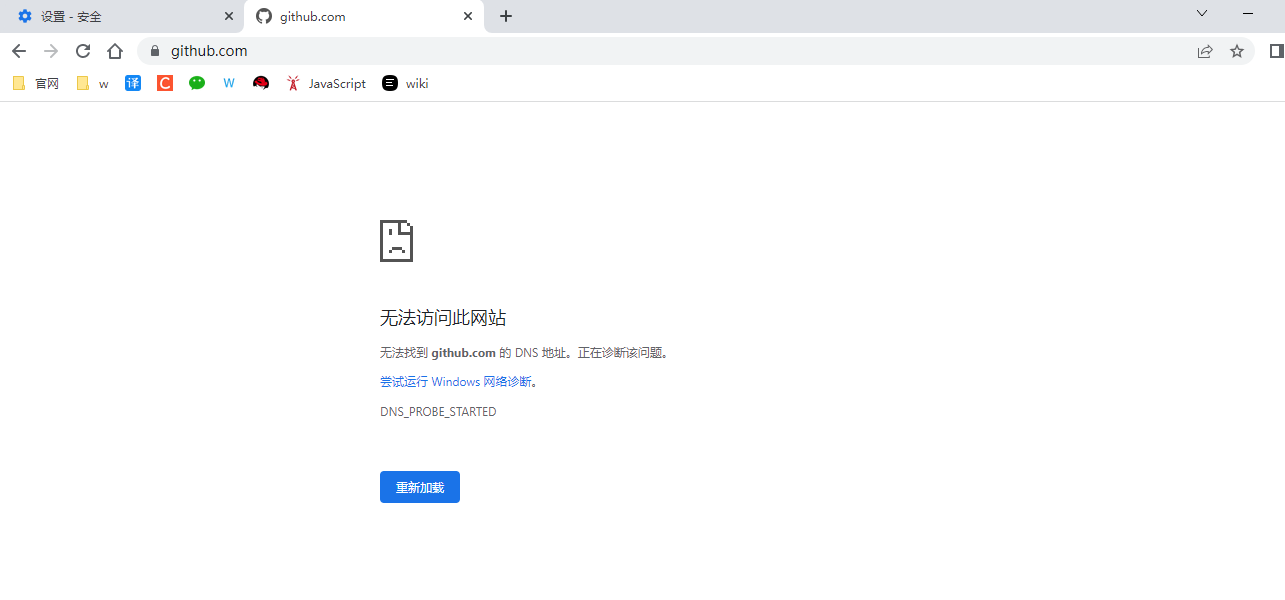 设置 - 安全
github.com
github.com
官网 w 译 C W JavaScript wiki
无法访问此网站
无法找到 github.com 的 DNS 地址。正在诊断该问题。
尝试运行 Windows 网络诊断。
DNS_PROBE_STARTED
重新加载